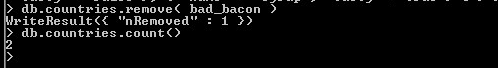 > db.countries.remove( bad_bacon )
WriteResult({ "nRemoved" : 1 })
> db.countries.count()
2
>